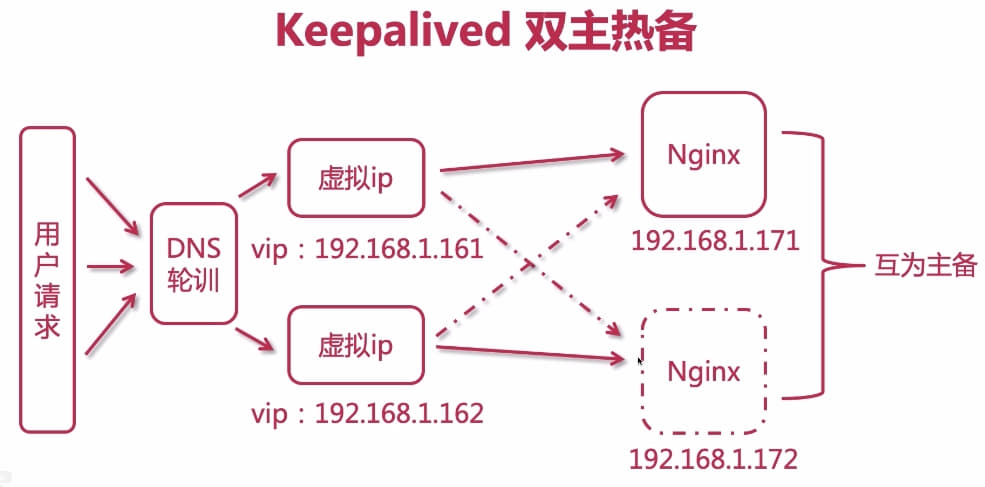 Keepalived 双主热备
用户请求
DNS
轮训
虚拟ip
vip：192.168.1.161
虚拟ip
vip：192.168.1.162
Nginx
192.168.1.171
Nginx
192.168.1.172
互为主备